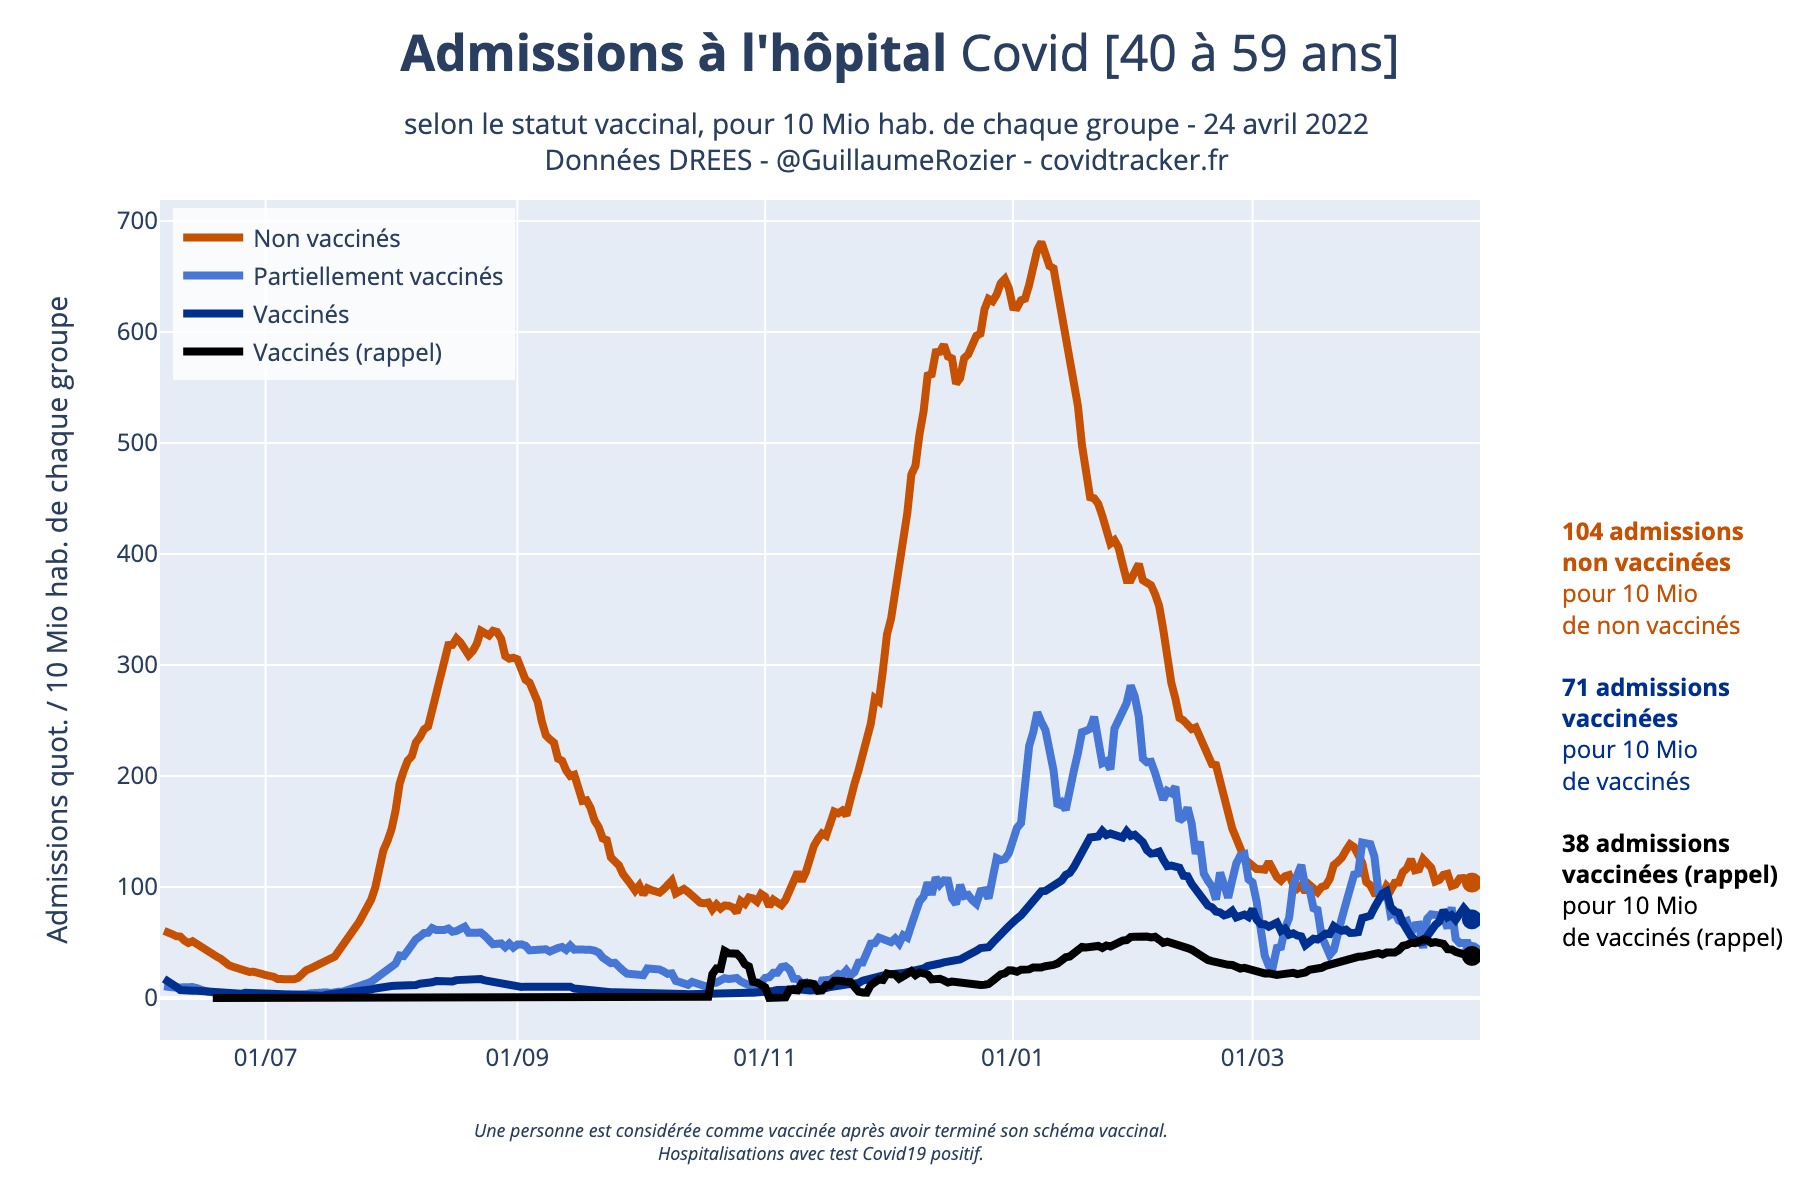 Admissions à l'hôpital Covid [40 à 59 ans]
selon le statut vaccinal, pour 10 Mio hab. de chaque groupe - 24 avril 2022
Données DREES - @GuillaumeRozier - covidtracker.fr
Admissions quot. / 10 Mio hab. de chaque groupe
700
600
500
400
300
200
100
0
Non vaccinés
Partiellement vaccinés
Vaccinés
Vaccinés (rappel)
01/07
01/09
01/11
01/01
01/03
104 admissions
non vaccinées
pour 10 Mio
de non vaccinés
71 admissions
vaccinées
pour 10 Mio
de vaccinés
38 admissions
vaccinées (rappel)
pour 10 Mio
de vaccinés (rappel)
Une personne est considérée comme vaccinée après avoir terminé son schéma vaccinal.
Hospitalisations avec test Covid19 positif.